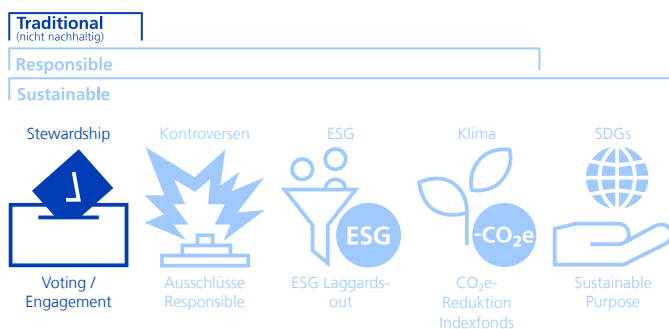 Traditional
(nicht nachhaltig)
Responsible
Sustainable
Stewardship
Kontroversen
ESG
Klima
SDGs
ESG
-CO₂e
Voting /
Engagement
Ausschlüsse
Responsible
ESG Laggards-
out
CO₂e-
Reduktion
Indexfonds
Sustainable
Purpose